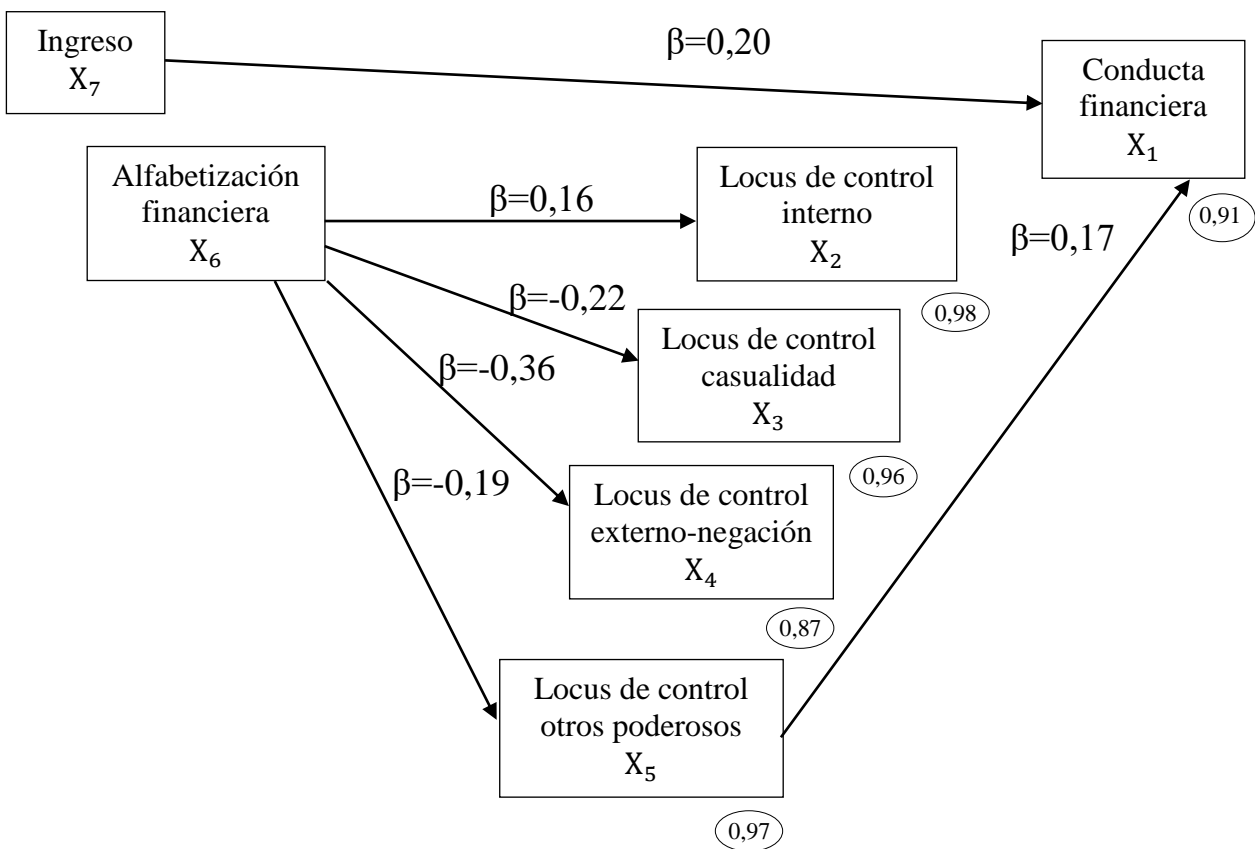 Ingreso
X₇
β=0,20
Conducta
financiera
X₁
0,91
Alfabetización
financiera
X₆
β=0,16
Locus de control
interno
X₂
0,98
β=0,17
β=-0,22
Locus de control
casualidad
X₃
0,96
β=-0,36
Locus de control
externo-negación
X₄
0,87
β=-0,19
Locus de control
otros poderosos
X₅
0,97